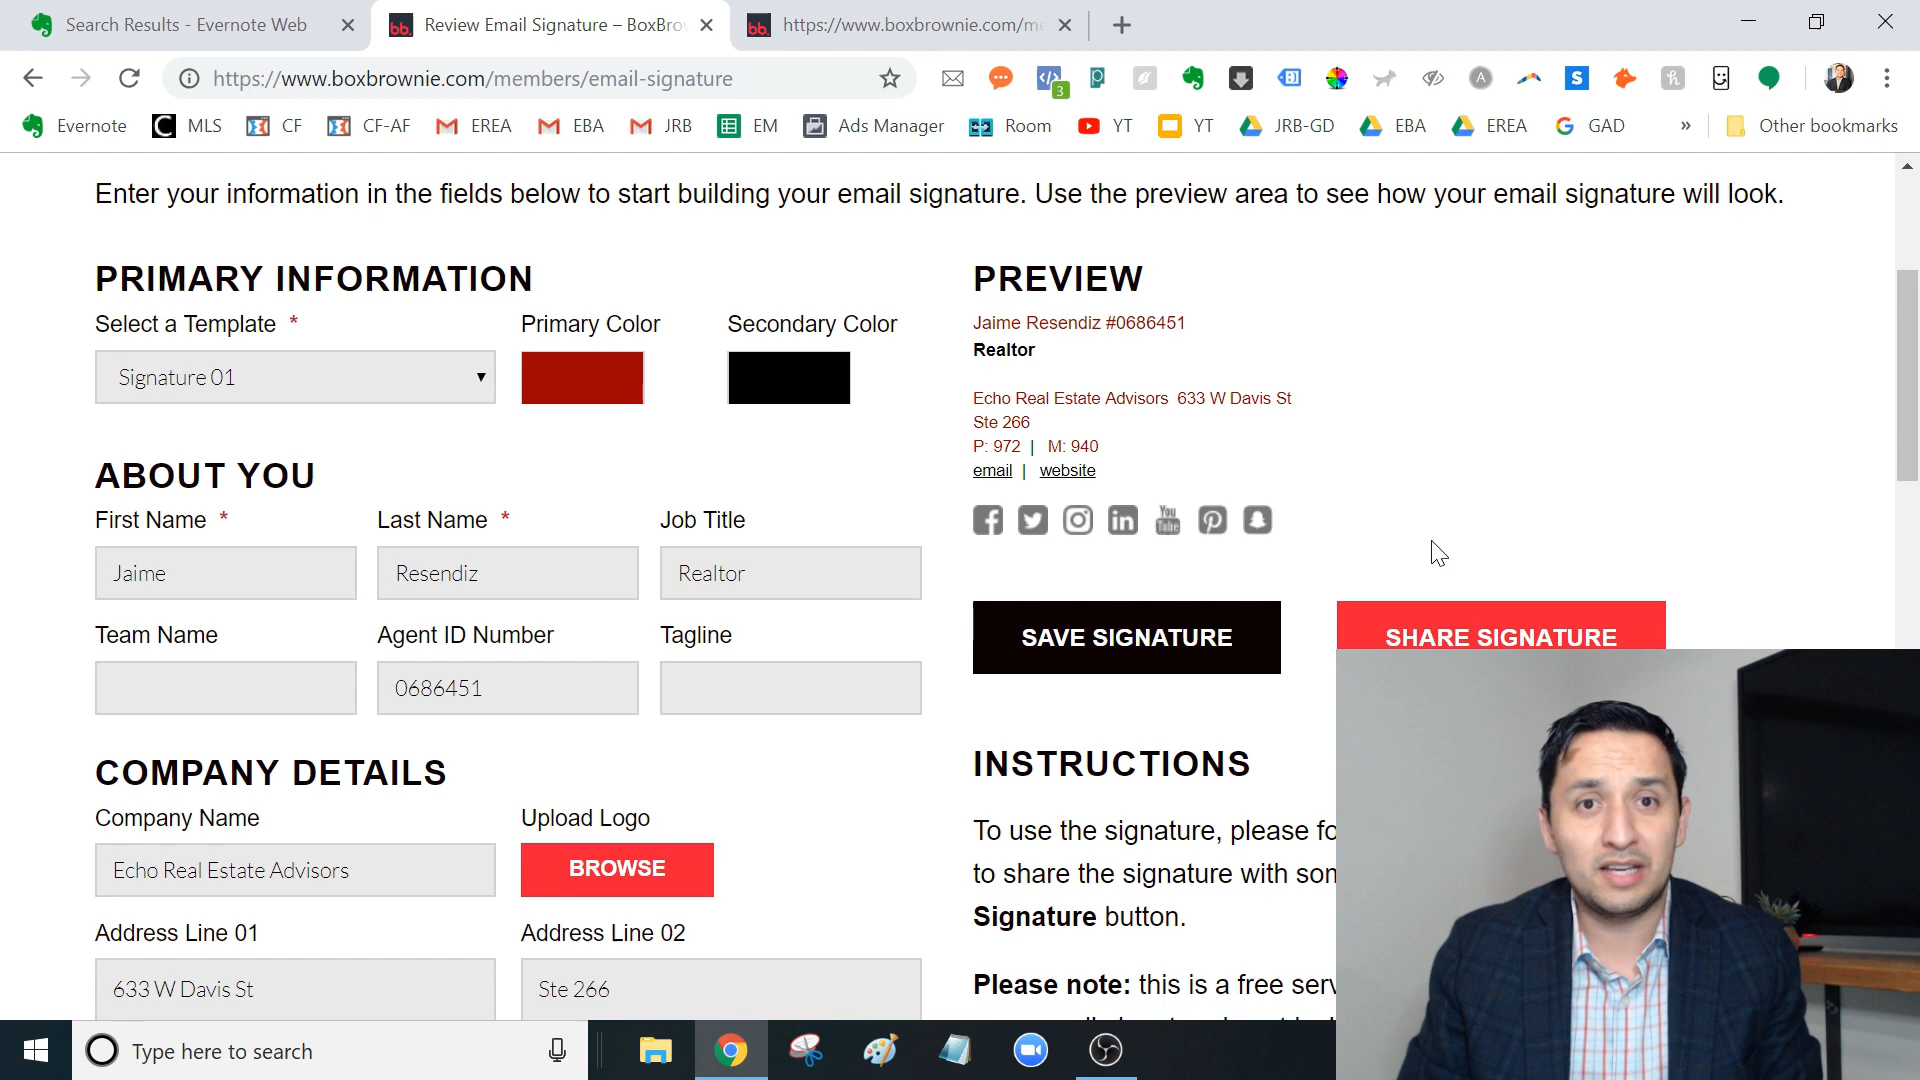 Search Results - Evernote Web
Review Email Signature – BoxBro
https://www.boxbrownie.com/me
https://www.boxbrownie.com/members/email-signature
3
Evernote
MLS
CF
CF-AF
EREA
EBA
JRB
EM
Ads Manager
Room
YT
YT
JRB-GD
EBA
EREA
GAD
»
Other bookmarks
Enter your information in the fields below to start building your email signature. Use the preview area to see how your email signature will look.
PRIMARY INFORMATION
Select a Template *
Primary Color
Secondary Color
Signature 01
ABOUT YOU
First Name *
Last Name *
Job Title
Jaime
Resendiz
Realtor
Team Name
Agent ID Number
Tagline
0686451
COMPANY DETAILS
Company Name
Upload Logo
Echo Real Estate Advisors
BROWSE
Address Line 01
Address Line 02
633 W Davis St
Ste 266
PREVIEW
Jaime Resendiz #0686451
Realtor
Echo Real Estate Advisors 633 W Davis St
Ste 266
P: 972 | M: 940
email | website
You Tube
SAVE SIGNATURE
SHARE SIGNATURE
INSTRUCTIONS
To use the signature, please fo
to share the signature with son
Signature button.
Please note: this is a free serv
Type here to search